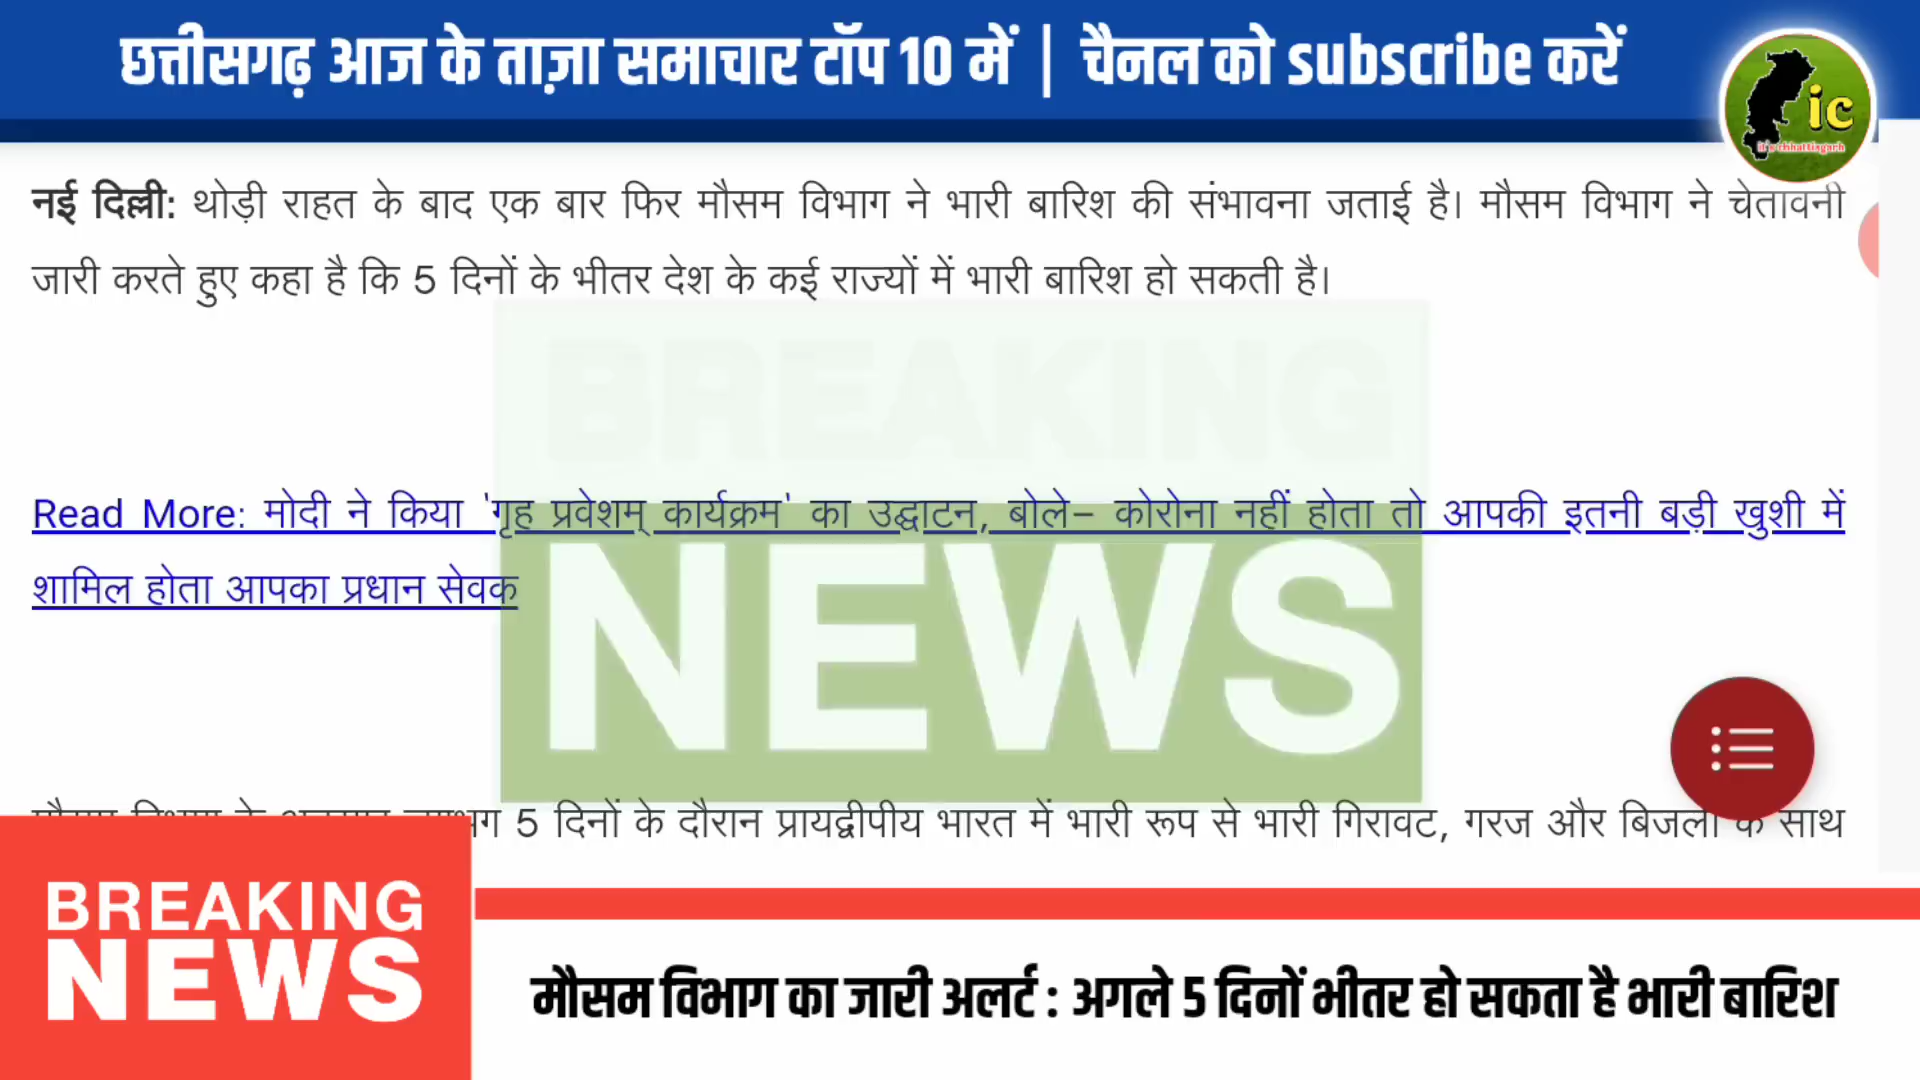 छत्तीसगढ़ आज के ताज़ा समाचार टॉप 10 में | चैनल को subscribe करें
ic
it's chhattisgarh
नई दिल्ली: थोड़ी राहत के बाद एक बार फिर मौसम विभाग ने भारी बारिश की संभावना जताई है। मौसम विभाग ने चेतावनी
जारी करते हुए कहा है कि 5 दिनों के भीतर देश के कई राज्यों में भारी बारिश हो सकती है।
BREAKING
Read More: मोदी ने किया 'गृह प्रवेशम् कार्यक्रम' का उद्घाटन, बोले– कोरोना नहीं होता तो आपकी इतनी बड़ी खुशी में
शामिल होता आपका प्रधान सेवक
NEWS
5 दिनों के दौरान प्रायद्वीपीय भारत में भारी रूप से भारी गिरावट, गरज और बिजली के साथ
BREAKING
NEWS
मौसम विभाग का जारी अलर्ट : अगले 5 दिनों भीतर हो सकता है भारी बारिश